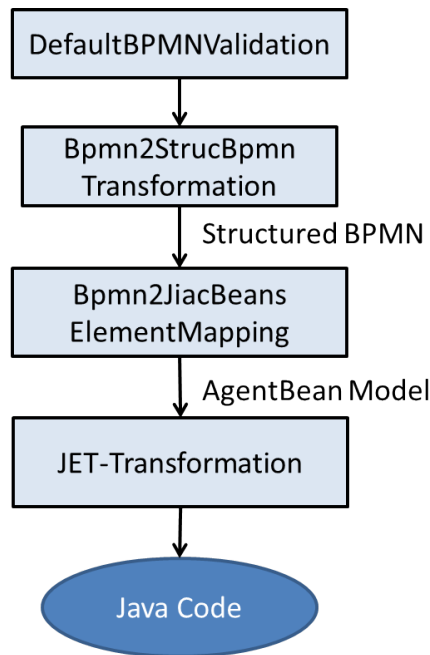 DefaultBPMNValidation
Bpmn2StrucBpmn
Transformation
Structured BPMN
Bpmn2JiacBeans
ElementMapping
AgentBean Model
JET-Transformation
Java Code